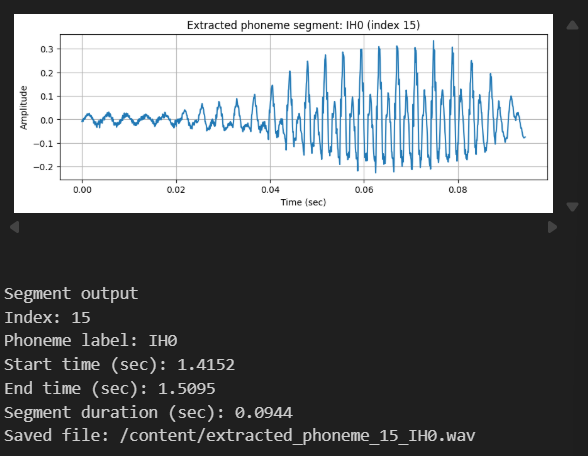 Extracted phoneme segment: IH0 (index 15)
Amplitude
0.3
0.2
0.1
0.0
−0.1
−0.2
0.00 0.02 0.04 0.06 0.08
Time (sec)
Segment output
Index: 15
Phoneme label: IH0
Start time (sec): 1.4152
End time (sec): 1.5095
Segment duration (sec): 0.0944
Saved file: /content/extracted_phoneme_15_IH0.wav